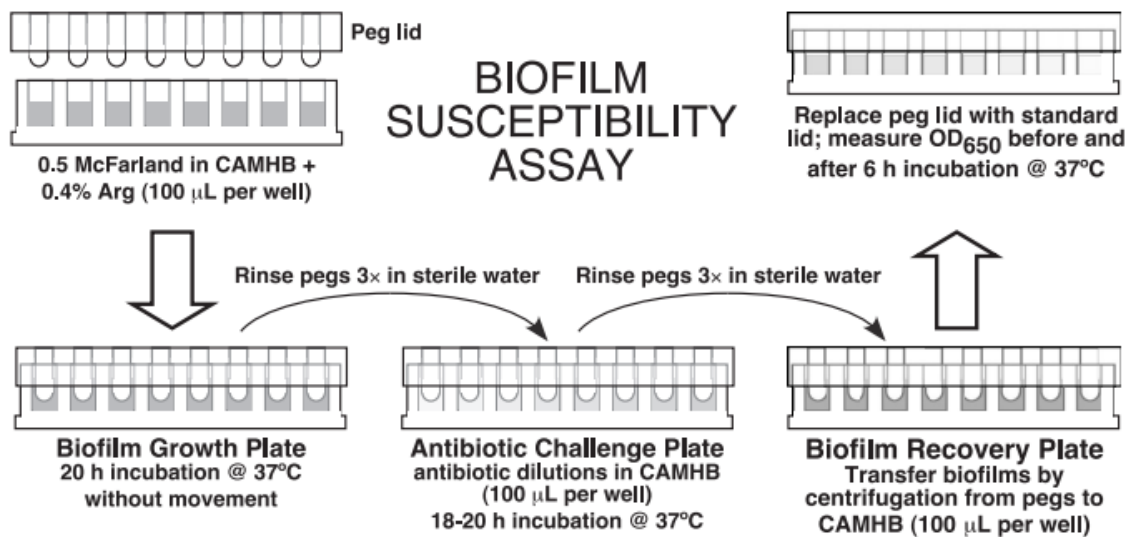 Peg lid
0.5 McFarland in CAMHB +
0.4% Arg (100 μL per well)
BIOFILM
SUSCEPTIBILITY
ASSAY
Replace peg lid with standard
lid; measure OD650 before and
after 6 h incubation @ 37ºC
Rinse pegs 3× in sterile water
Rinse pegs 3× in sterile water
Biofilm Growth Plate
20 h incubation @ 37ºC
without movement
Antibiotic Challenge Plate
antibiotic dilutions in CAMHB
(100 μL per well)
18-20 h incubation @ 37ºC
Biofilm Recovery Plate
Transfer biofilms by
centrifugation from pegs to
CAMHB (100 μL per well)